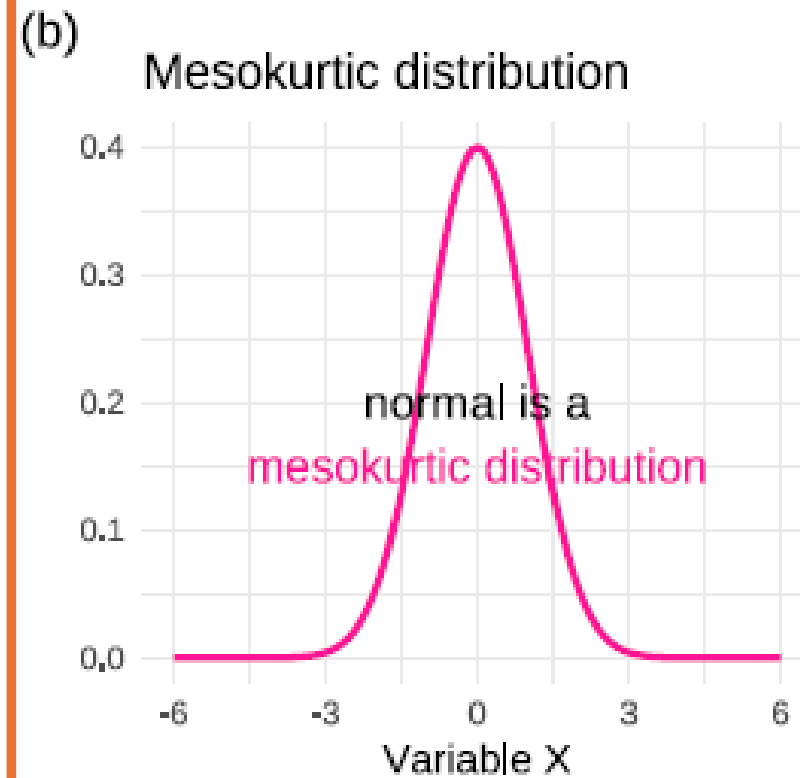 (b)
Mesokurtic distribution
0.4
0.3
0.2
normal is a
mesokurtic distribution
0.1
0.0
-6 -3 0 3 6
Variable X